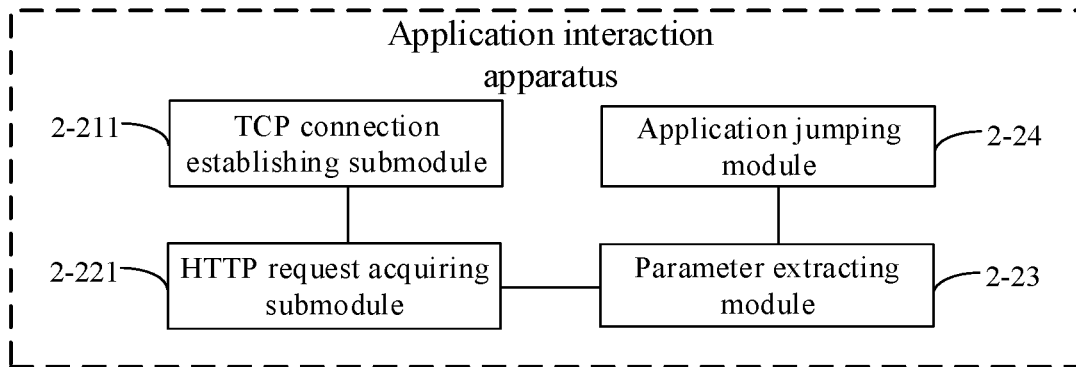 Application interaction
apparatus
2-211
TCP connection
establishing submodule
Application jumping
module
2-24
2-221
HTTP request acquiring
submodule
Parameter extracting
module
2-23